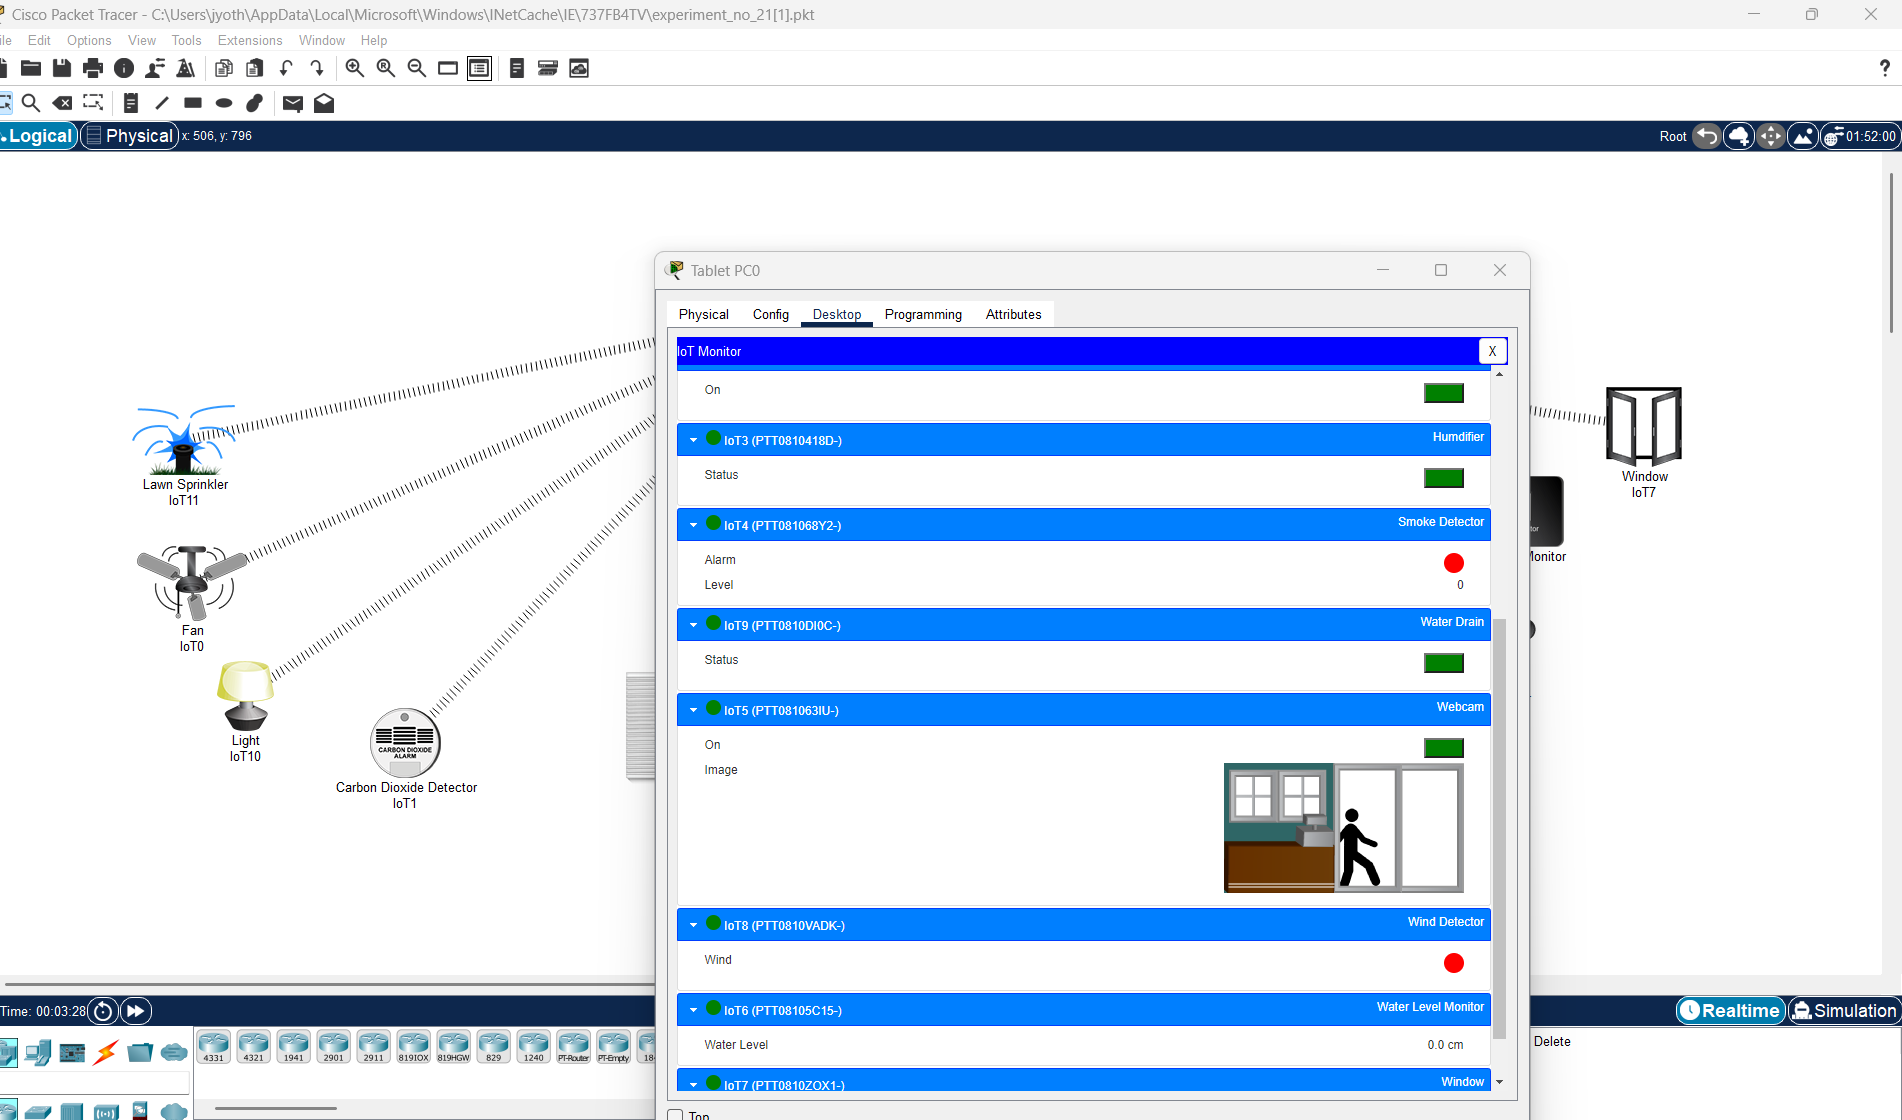 Cisco Packet Tracer - C:\Users\jyoth\AppData\Local\Microsoft\Windows\INetCache\IE\737FB4TV\experiment_no_21[1].pkt
ile Edit Options View Tools Extensions Window Help
?
Logical Physical x: 506, y: 796
Root 01:52:00
Tablet PC0
Physical Config Desktop Programming Attributes
IoT Monitor X
On
IoT3 (PTT0810418D-) Humdifier
Status
IoT4 (PTT081068Y2-) Smoke Detector
Alarm
Level 0
IoT9 (PTT0810DI0C-) Water Drain
Status
IoT5 (PTT081063IU-) Webcam
On
Image
IoT8 (PTT0810VADK-) Wind Detector
Wind
IoT6 (PTT08105C15-) Water Level Monitor
Water Level 0.0 cm
IoT7 (PTT0810ZOX1-) Window
Top
Lawn Sprinkler
IoT11
Fan
IoT0
Light
IoT10
CARBON DIOXIDE
ALARM
Carbon Dioxide Detector
IoT1
Window
IoT7
tor
Monitor
Time: 00:03:28
Realtime Simulation
4331 4321 1941 2901 2911 819IOX 819HGW 829 1240 PT-Router PT-Empty 18
Delete